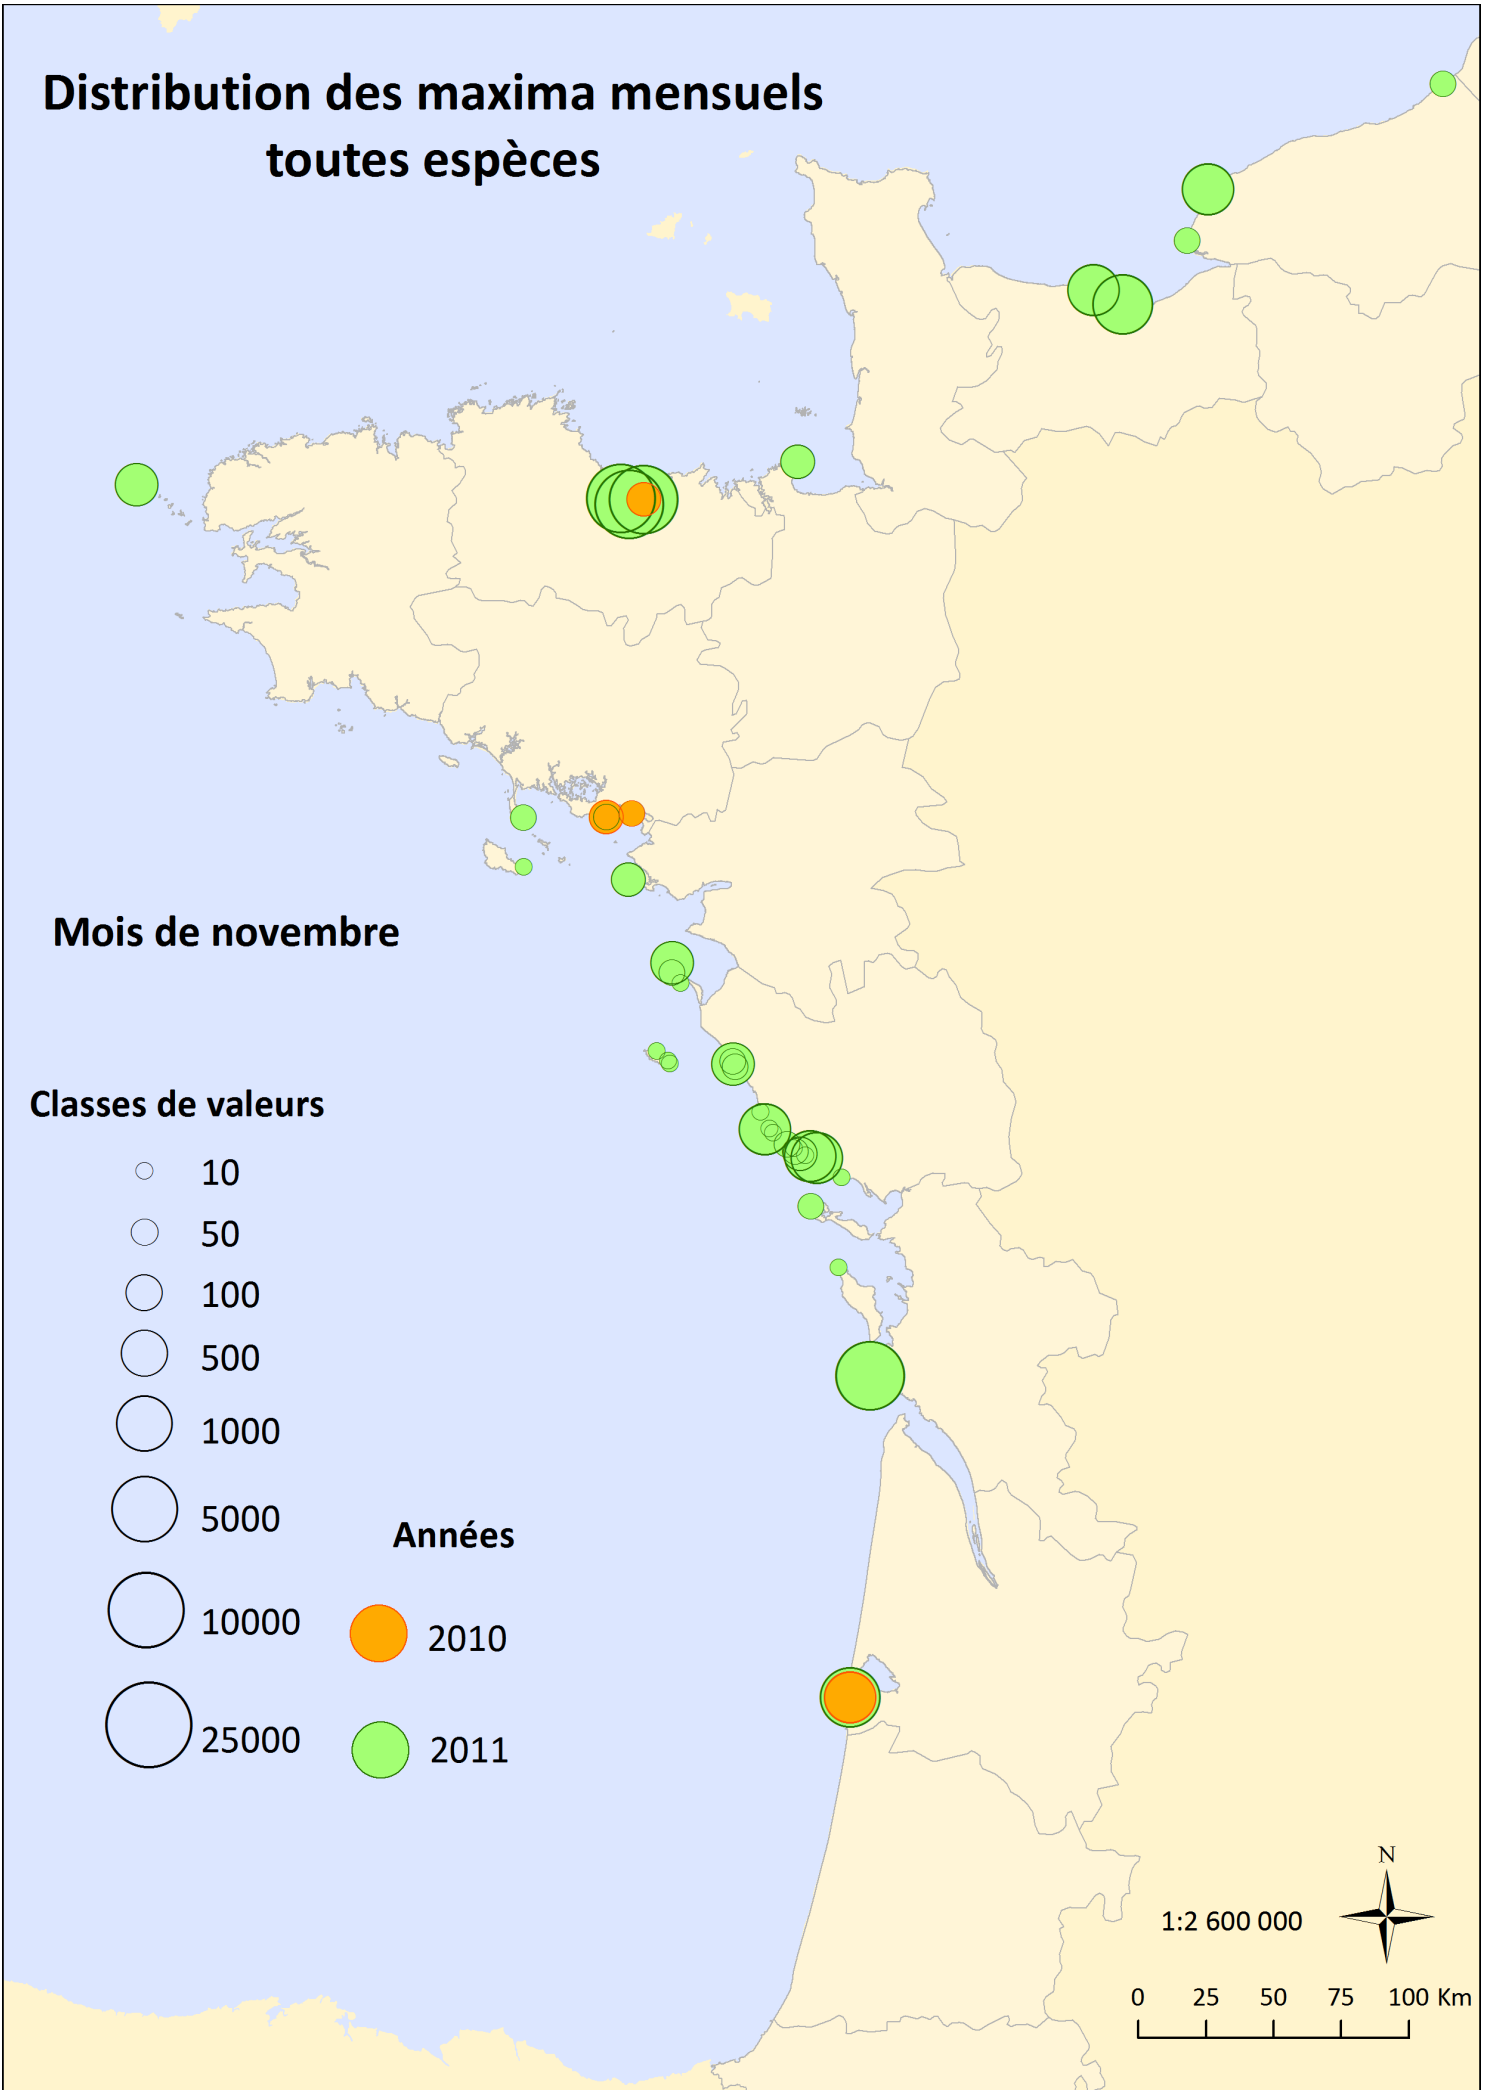 Distribution des maxima mensuels
toutes espèces
Mois de novembre
Classes de valeurs
10
50
100
500
1000
5000
10000
25000
Années
2010
2011
N
1:2 600 000
0 25 50 75 100 Km